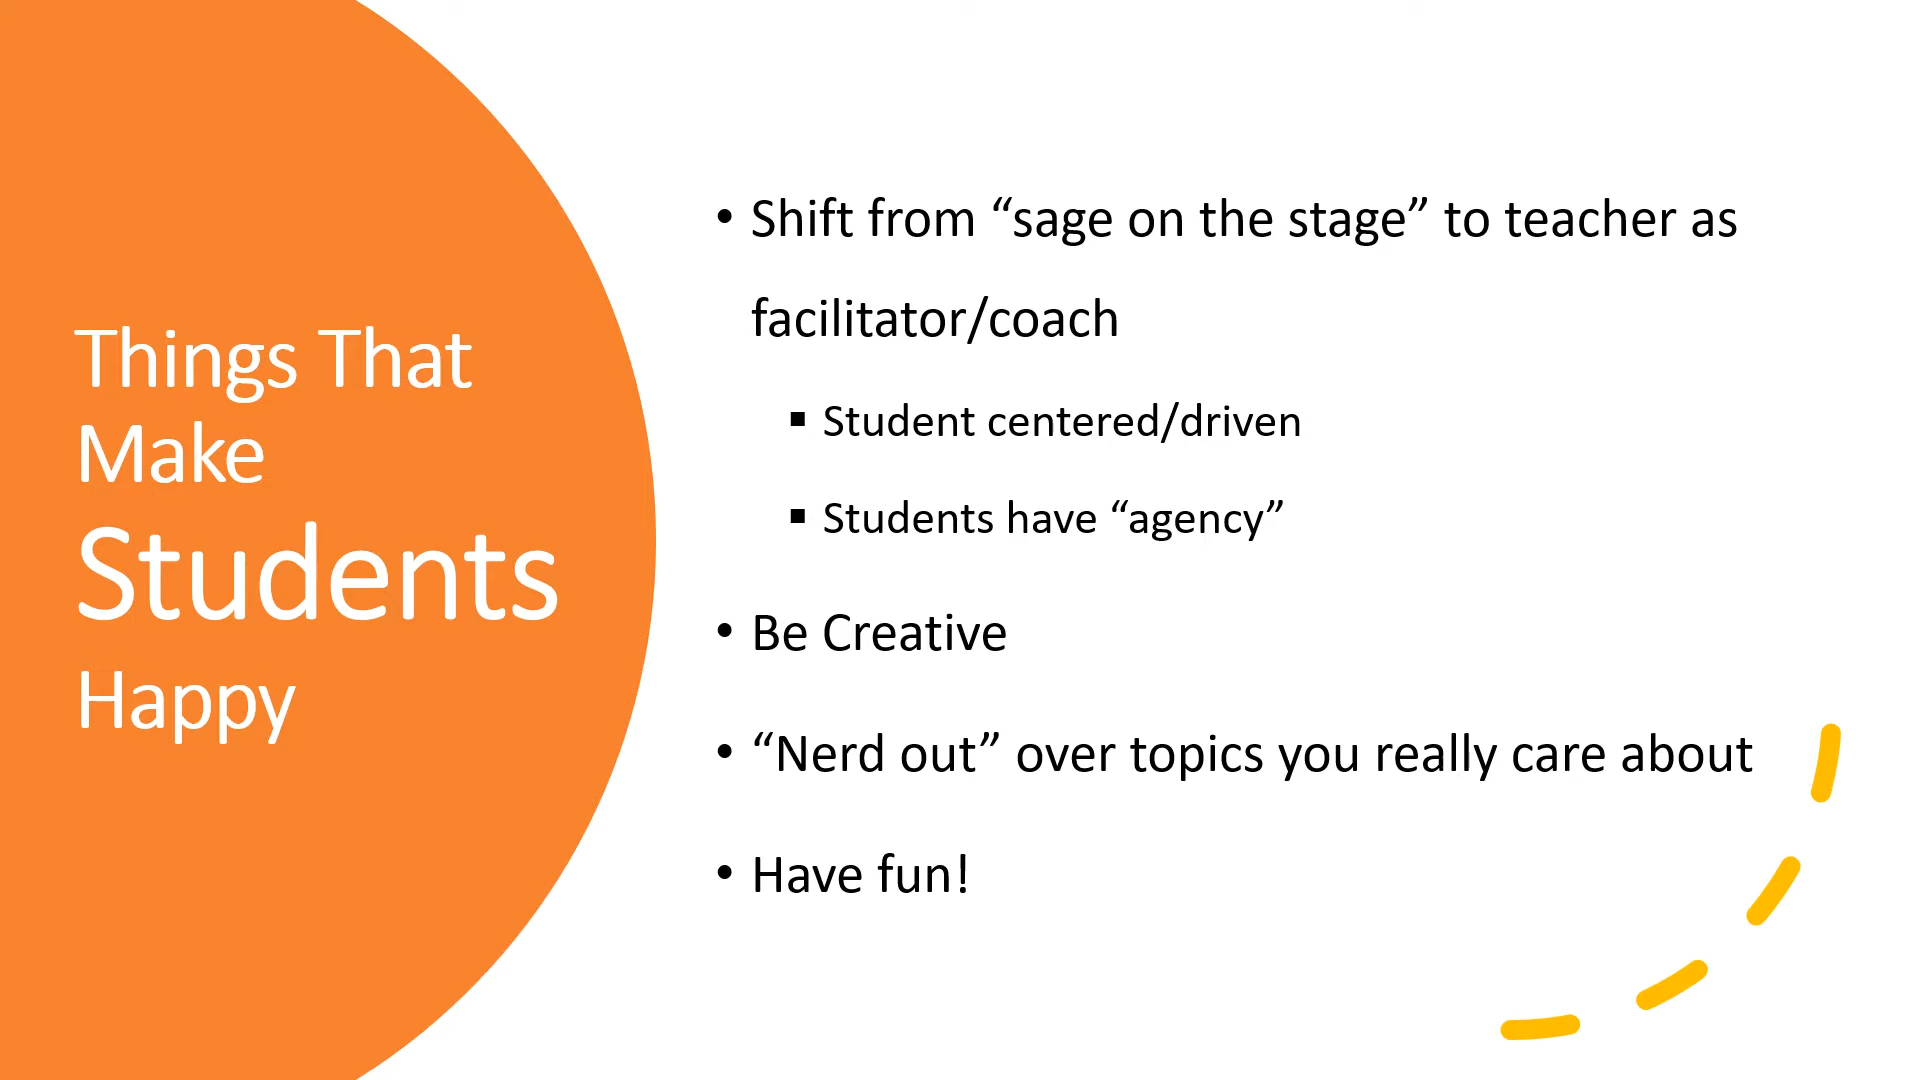 Things That
Make
Students
Happy
• Shift from “sage on the stage” to teacher as
facilitator/coach
▪ Student centered/driven
▪ Students have “agency”
• Be Creative
• “Nerd out” over topics you really care about
• Have fun!